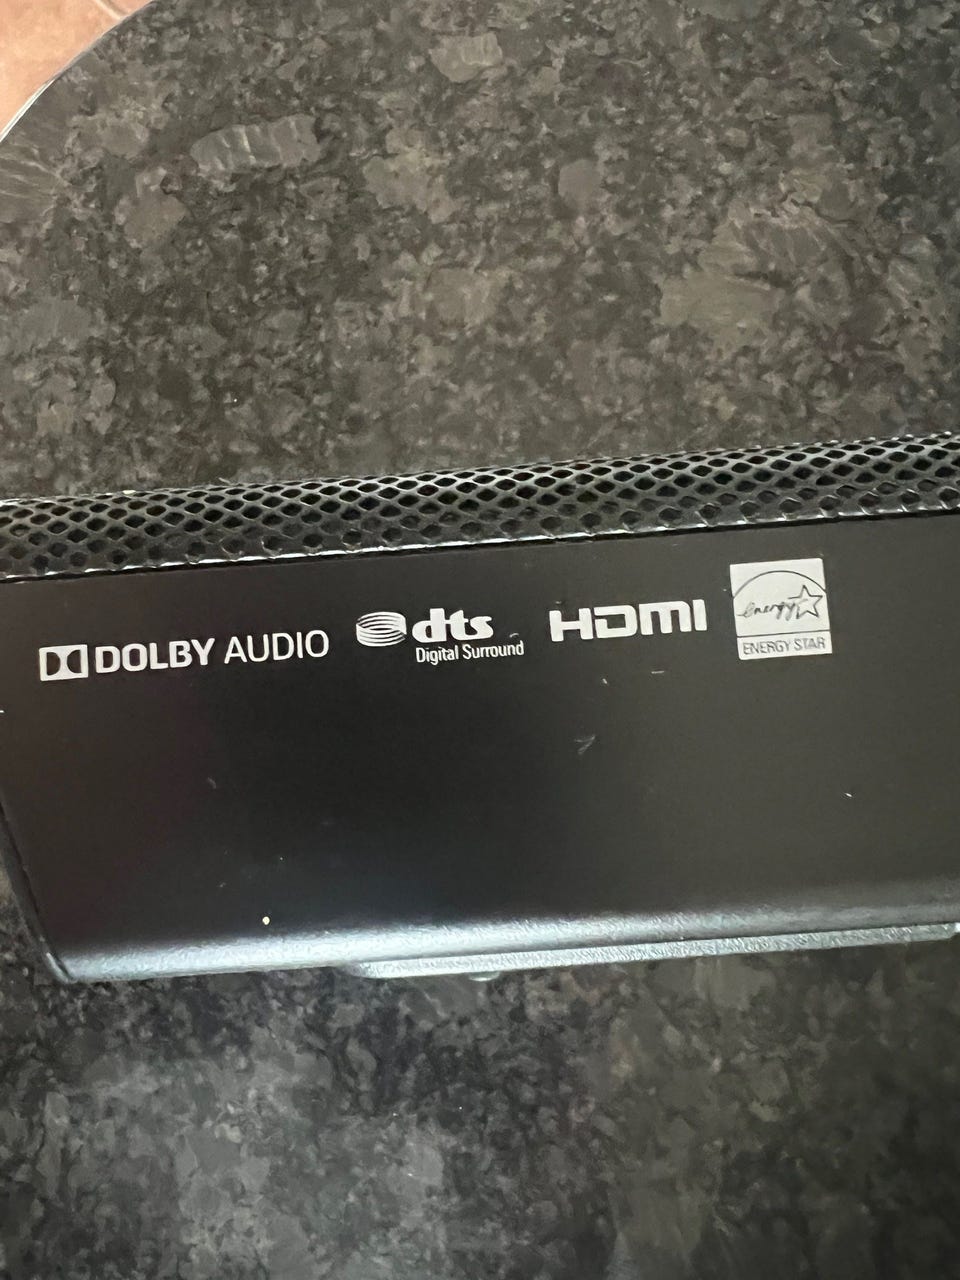 DOLBY AUDIO
dts
Digital Surround
HDMI
energy
ENERGY STAR